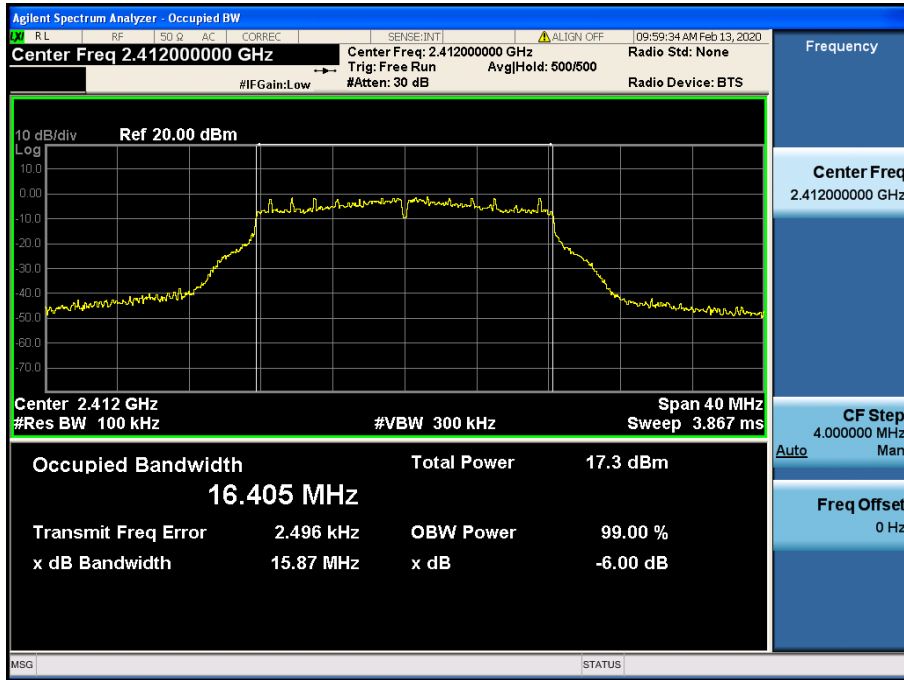 Agilent Spectrum Analyzer - Occupied BW
LXI RL RF 50 Ω AC CORREC SENSE:INT ALIGN OFF 09:59:34 AM Feb 13, 2020
Center Freq 2.412000000 GHz
Center Freq: 2.412000000 GHz
Radio Std: None
Trig: Free Run Avg|Hold: 500/500
#IFGain:Low
#Atten: 30 dB
Radio Device: BTS
Frequency
10 dB/div Ref 20.00 dBm
Log
10.0
0.00
-10.0
-20.0
-30.0
-40.0
-50.0
-60.0
-70.0
Center 2.412 GHz
Span 40 MHz
#Res BW 100 kHz
#VBW 300 kHz
Sweep 3.867 ms
Center Freq
2.412000000 GHz
CF Step
4.000000 MHz
Auto Man
Freq Offset
0 Hz
Occupied Bandwidth
16.405 MHz
Total Power 17.3 dBm
Transmit Freq Error 2.496 kHz
OBW Power 99.00 %
x dB Bandwidth 15.87 MHz
x dB -6.00 dB
MSG
STATUS